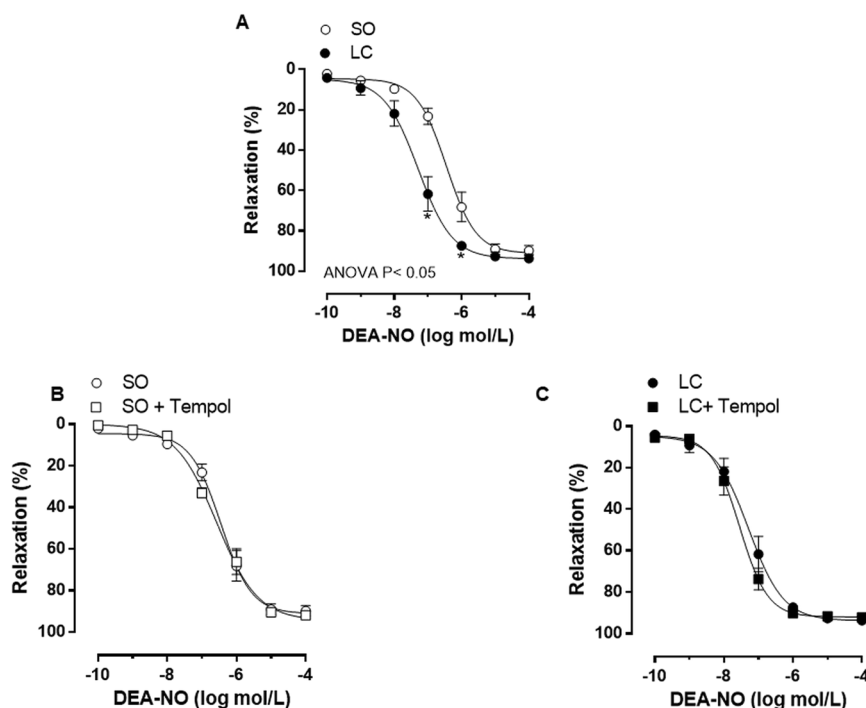 A
SO
LC
0
20
40
60
80
100
Relaxation (%)
*
*
ANOVA P< 0.05
-10
-8
-6
-4
DEA-NO (log mol/L)
B
SO
SO + Tempol
0
20
40
60
80
100
Relaxation (%)
-10
-8
-6
-4
DEA-NO (log mol/L)
C
LC
LC+ Tempol
0
20
40
60
80
100
Relaxation (%)
-10
-8
-6
-4
DEA-NO (log mol/L)